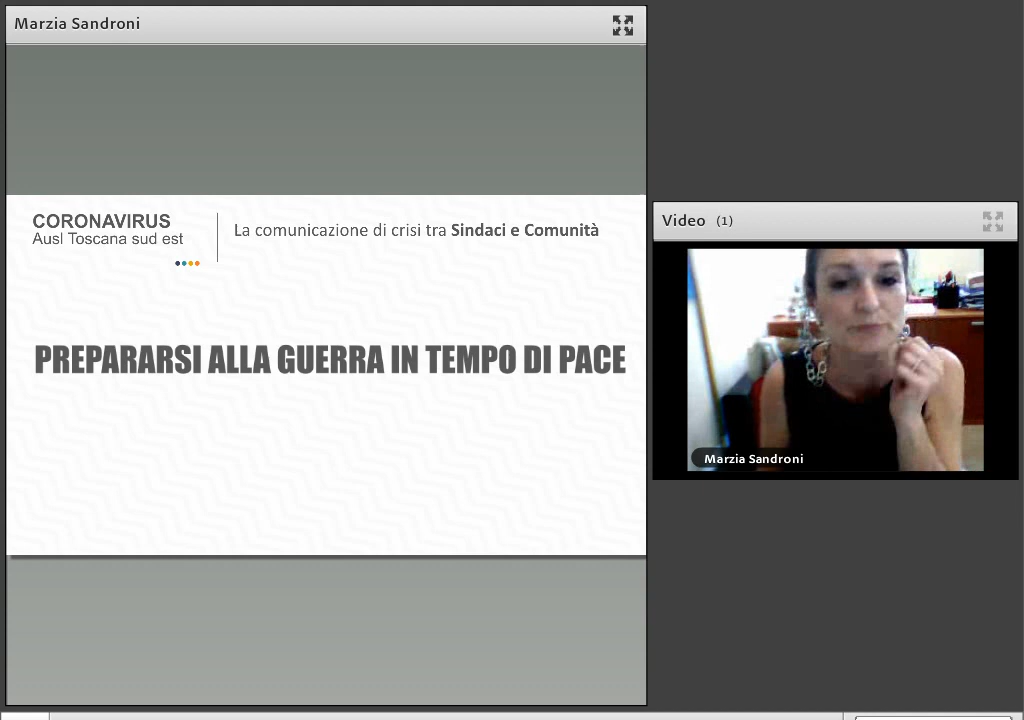 Marzia Sandroni
CORONAVIRUS
Ausl Toscana sud est
La comunicazione di crisi tra Sindaci e Comunità
PREPARARSI ALLA GUERRA IN TEMPO DI PACE
Video (1)
Marzia Sandroni